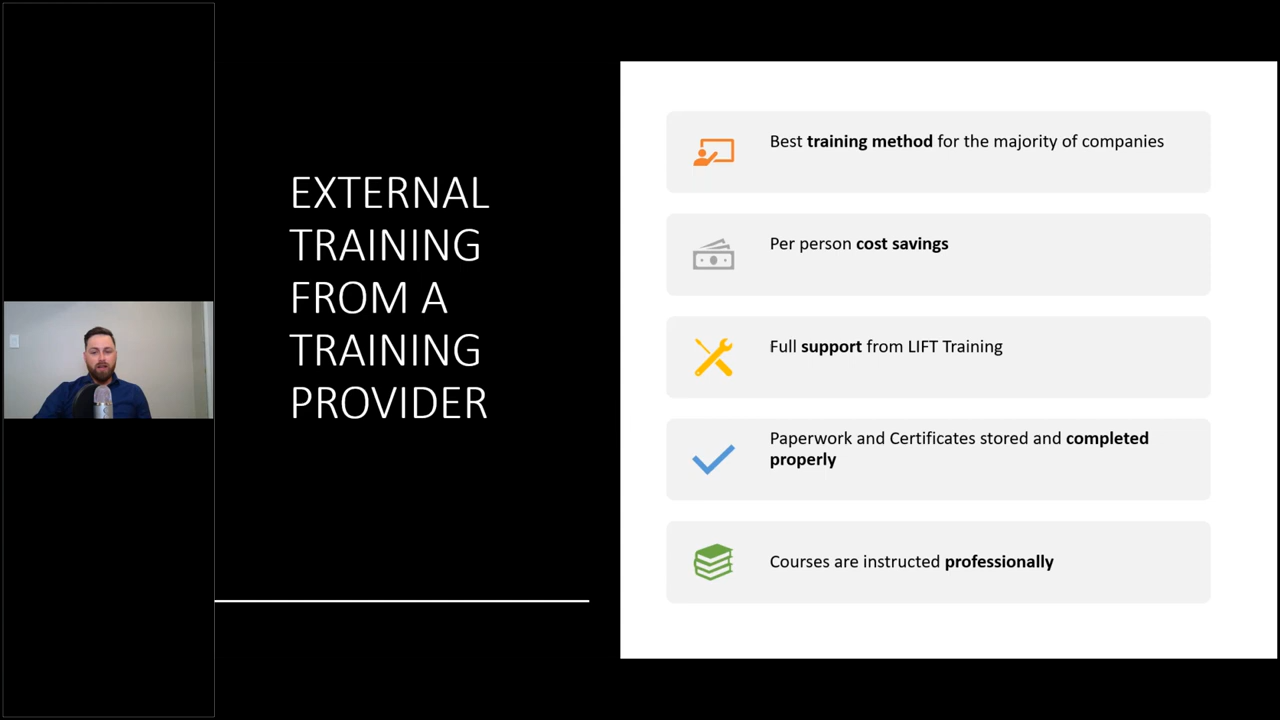 EXTERNAL
TRAINING
FROM A
TRAINING
PROVIDER
Best training method for the majority of companies
Per person cost savings
Full support from LIFT Training
Paperwork and Certificates stored and completed
properly
Courses are instructed professionally